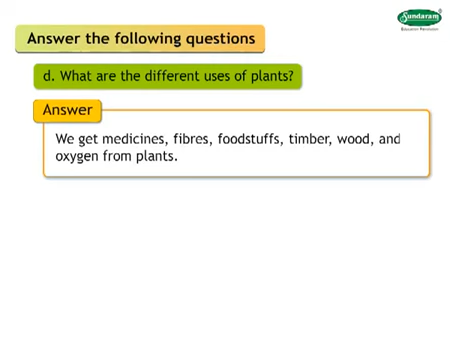 Sundaram
Answer the following questions
d. What are the different uses of plants?
Answer
We get medicines, fibres, foodstuffs, timber, wood, and
oxygen from plants.